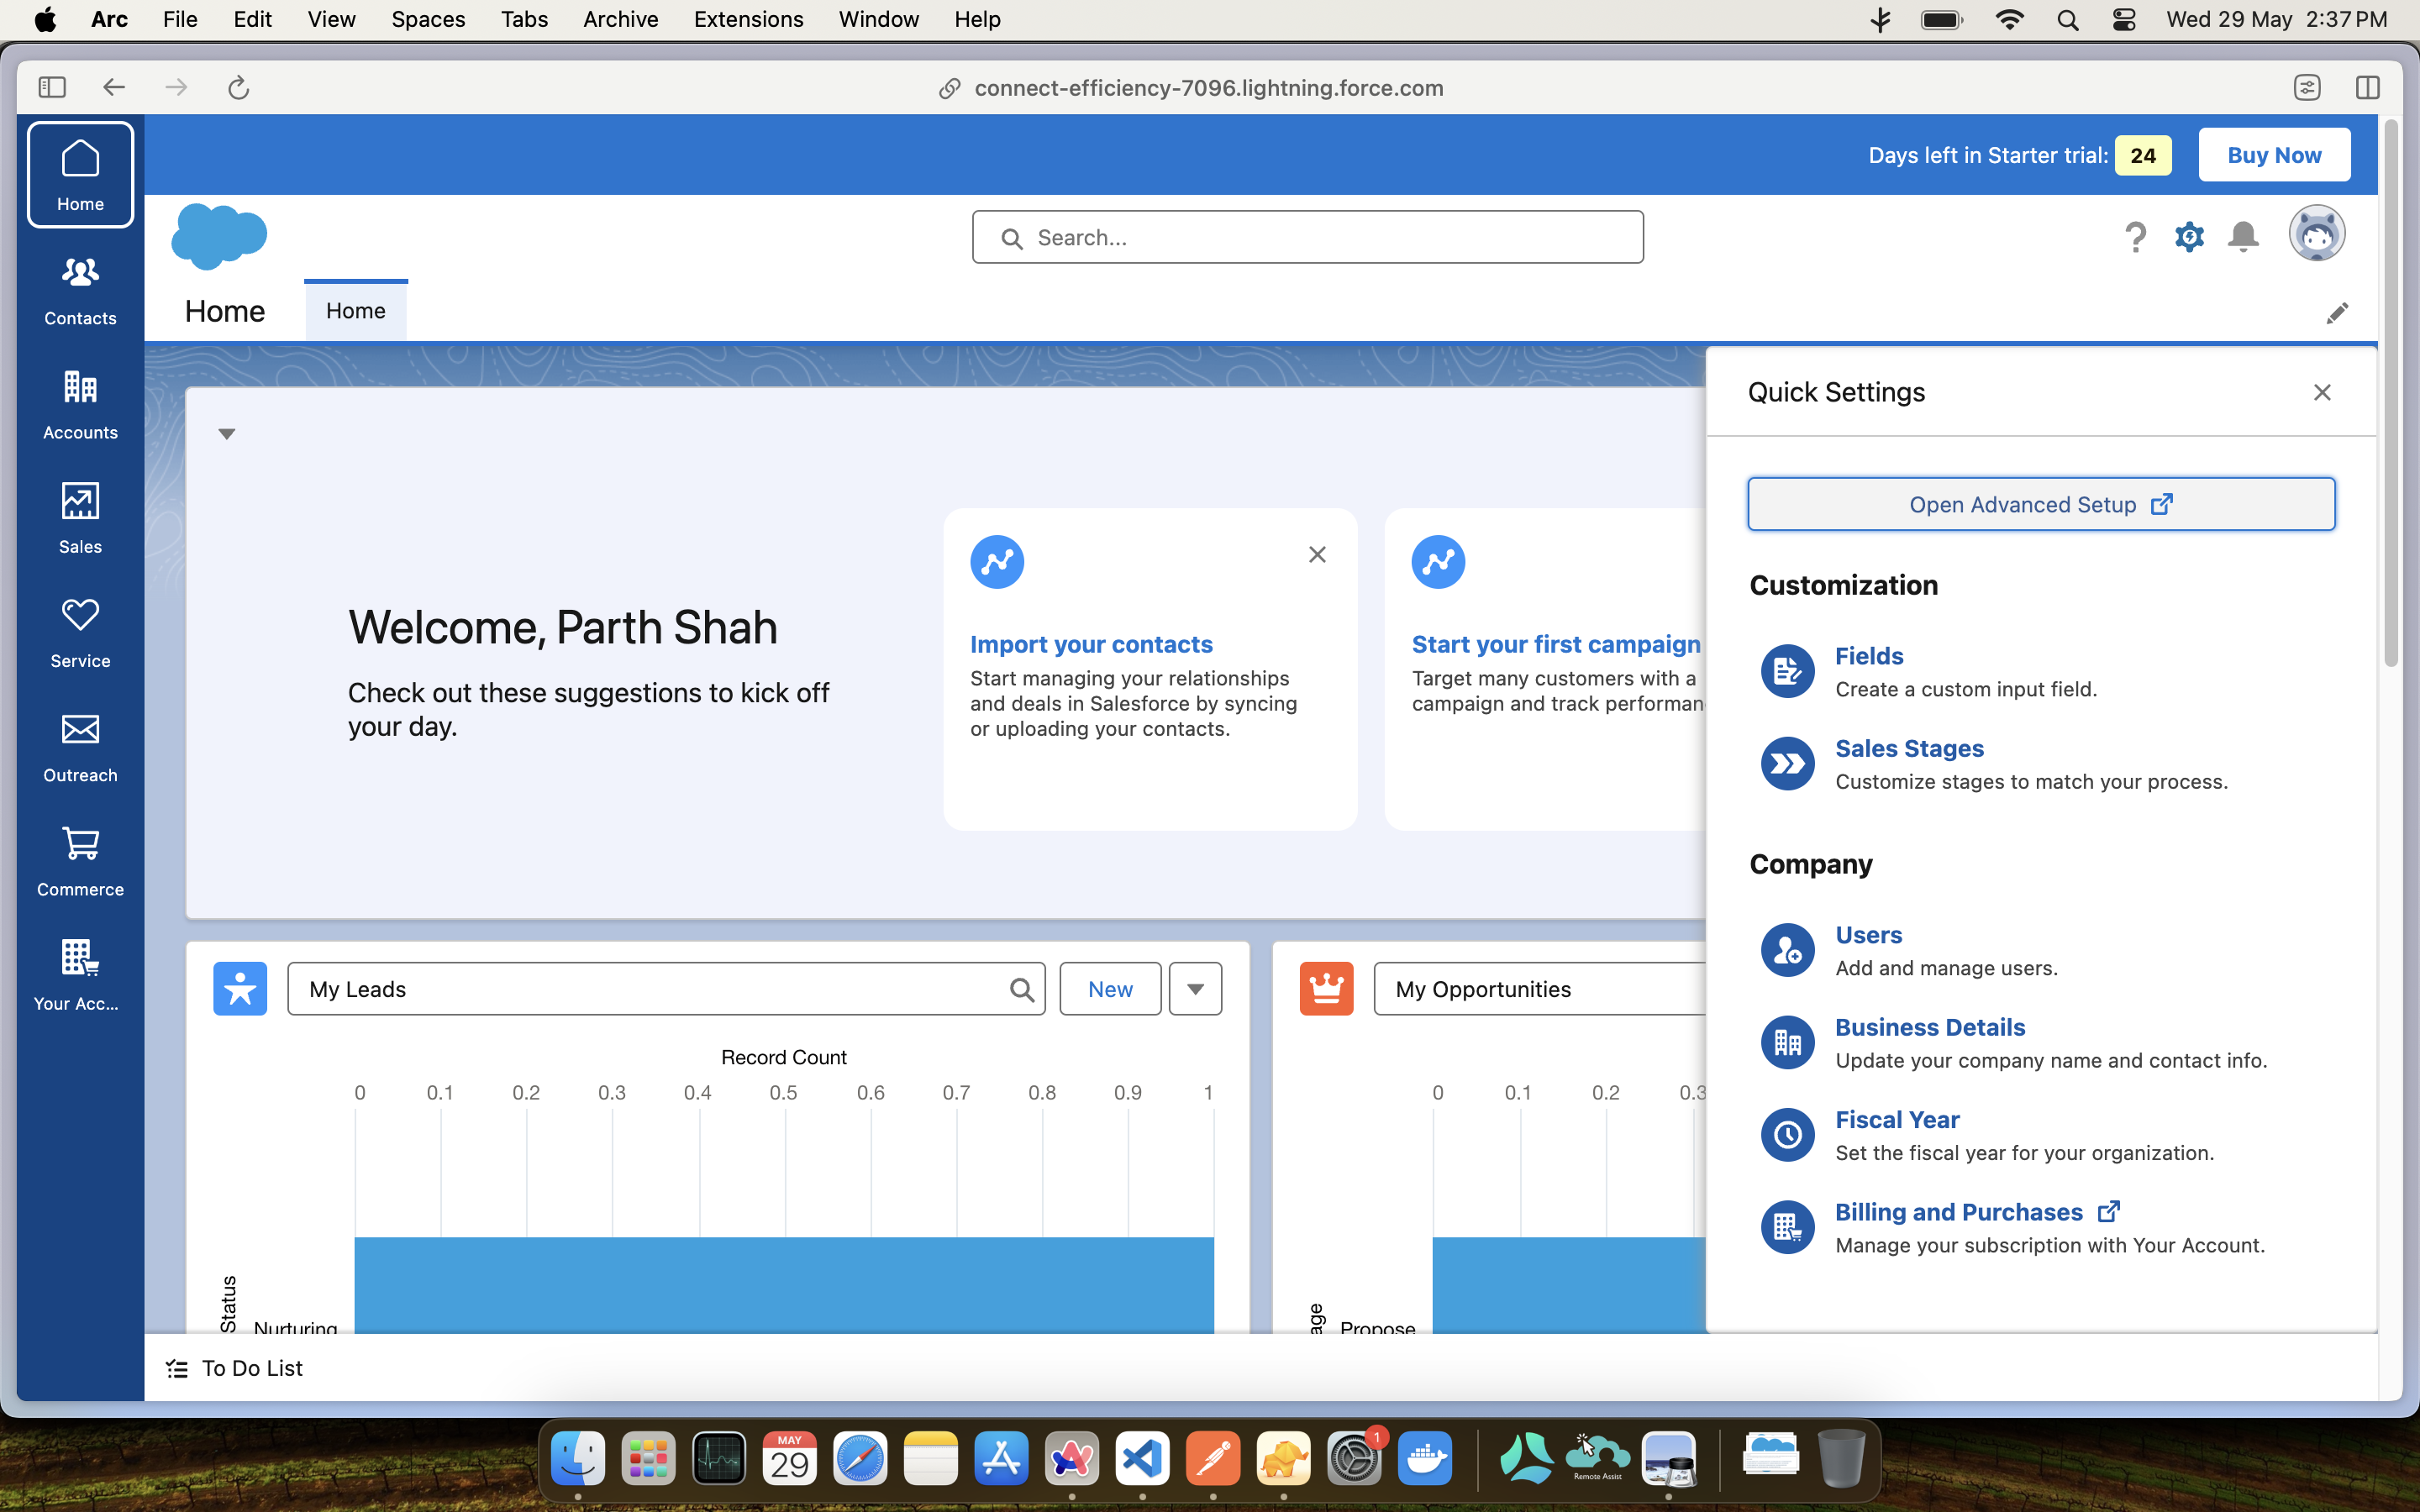 Arc File Edit View Spaces Tabs Archive Extensions Window Help
Wed 29 May 2:37 PM
connect-efficiency-7096.lightning.force.com
Days left in Starter trial: 24
Buy Now
Home
Contacts
Accounts
Sales
Service
Outreach
Commerce
Your Acc...
Search...
Home
Home
Welcome, Parth Shah
Check out these suggestions to kick off
your day.
Import your contacts
Start managing your relationships
and deals in Salesforce by syncing
or uploading your contacts.
Start your first campaign
Target many customers with a
campaign and track performan
Quick Settings
Open Advanced Setup
Customization
Fields
Create a custom input field.
Sales Stages
Customize stages to match your process.
Company
Users
Add and manage users.
Business Details
Update your company name and contact info.
Fiscal Year
Set the fiscal year for your organization.
Billing and Purchases
Manage your subscription with Your Account.
My Leads
New
Record Count
0 0.1 0.2 0.3 0.4 0.5 0.6 0.7 0.8 0.9 1
Status
Nurturing
My Opportunities
0 0.1 0.2 0.3
age
Propose
To Do List
MAY
29
1
Remote Assist